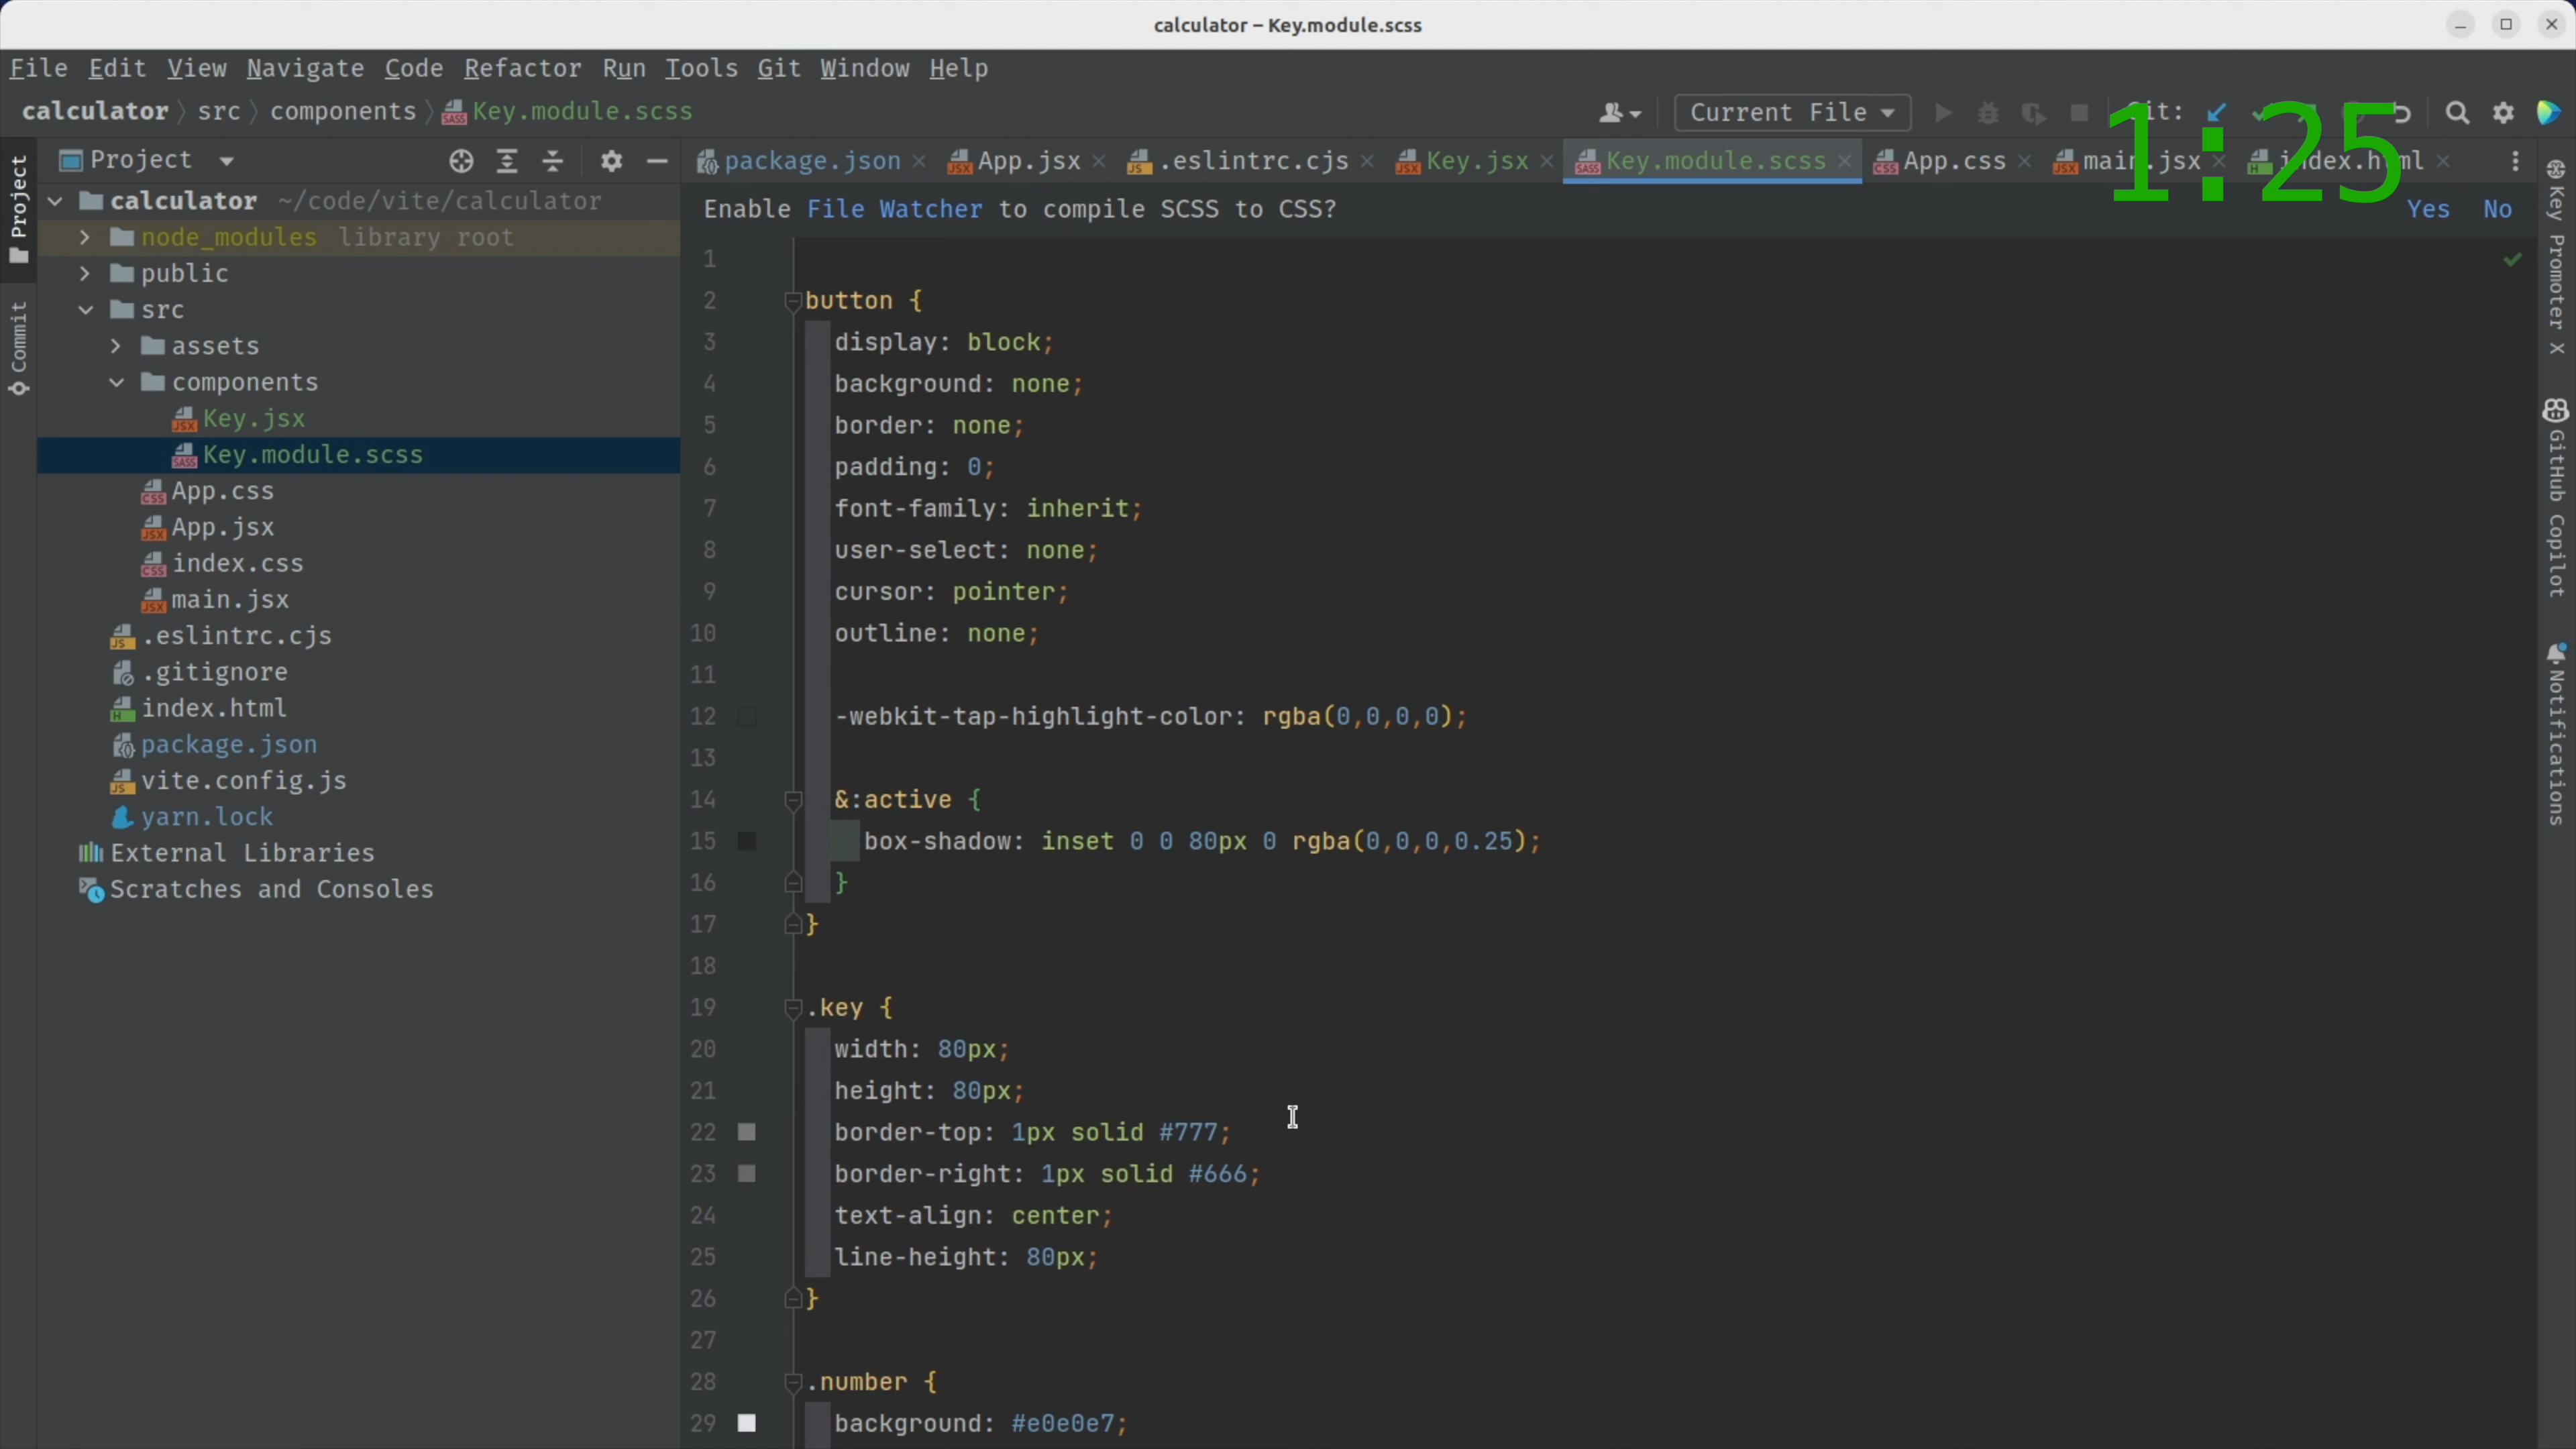 calculator – Key.module.scss
File Edit View Navigate Code Refactor Run Tools Git Window Help
calculator src components Key.module.scss Current File Git:
1:25
Project package.json App.jsx .eslintrc.cjs Key.jsx Key.module.scss App.css main.jsx index.html
Enable File Watcher to compile SCSS to CSS? Yes No
Project
Commit
calculator ~/code/vite/calculator
node_modules library root
public
src
assets
components
Key.jsx
Key.module.scss
App.css
App.jsx
index.css
main.jsx
.eslintrc.cjs
.gitignore
index.html
package.json
vite.config.js
yarn.lock
External Libraries
Scratches and Consoles
1
2 button {
3 display: block;
4 background: none;
5 border: none;
6 padding: 0;
7 font-family: inherit;
8 user-select: none;
9 cursor: pointer;
10 outline: none;
11
12 -webkit-tap-highlight-color: rgba(0,0,0,0);
13
14 &:active {
15 box-shadow: inset 0 0 80px 0 rgba(0,0,0,0.25);
16 }
17 }
18
19 .key {
20 width: 80px;
21 height: 80px;
22 border-top: 1px solid #777;
23 border-right: 1px solid #666;
24 text-align: center;
25 line-height: 80px;
26 }
27
28 .number {
29 background: #e0e0e7;
Key Promoter X
GitHub Copilot
Notifications